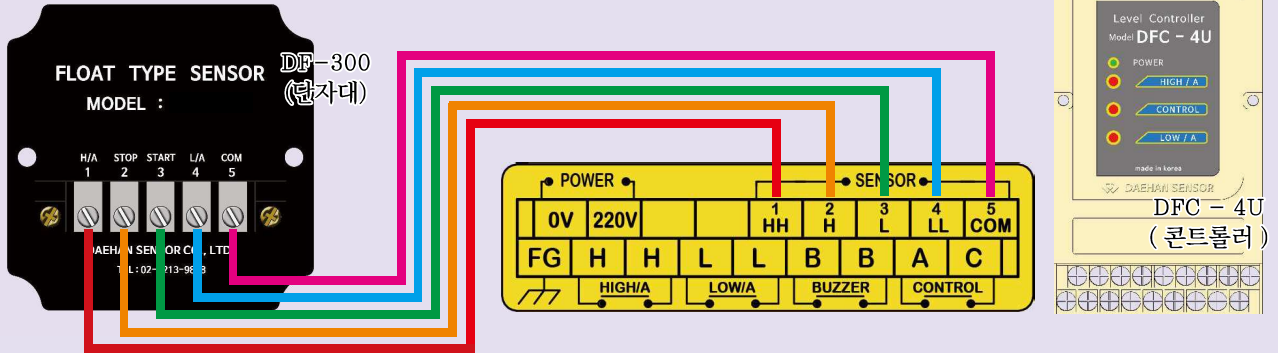 FLOAT TYPE SENSOR
MODEL :
DF-300
(단자대)
H/A STOP START L/A COM
1 2 3 4 5
DAEHAN SENSOR CO., LTD
POWER SENSOR
0V 220V 1 HH 2 H 3 L 4 LL 5 COM
FG H H L L B B A C
HIGH/A LOW/A BUZZER CONTROL
Level Controller
Model DFC - 4U
POWER
HIGH / A
CONTROL
LOW / A
made in korea
DAEHAN SENSOR
DFC - 4U
(콘트롤러)